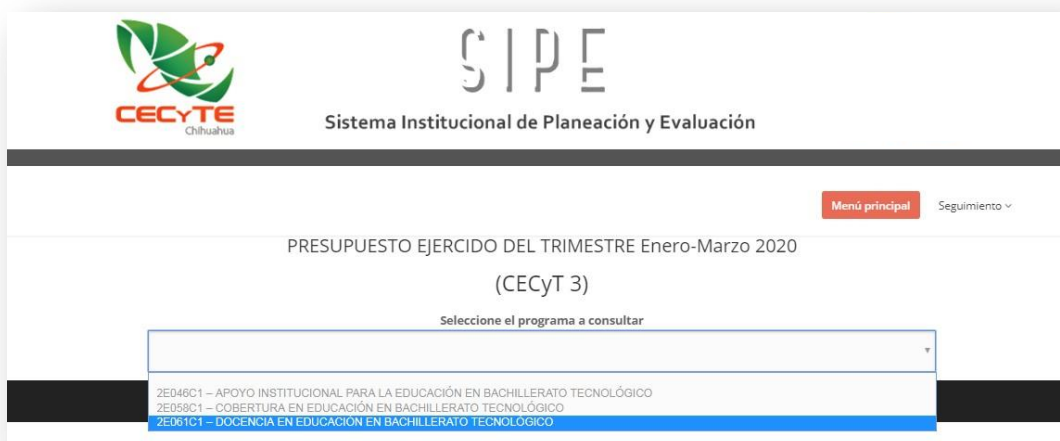 CECyTE
Chihuahua
SIPE
Sistema Institucional de Planeación y Evaluación
Menú principal
Seguimiento
PRESUPUESTO EJERCIDO DEL TRIMESTRE Enero-Marzo 2020
(CECyT 3)
Seleccione el programa a consultar
2E046C1 – APOYO INSTITUCIONAL PARA LA EDUCACIÓN EN BACHILLERATO TECNOLÓGICO
2E058C1 – COBERTURA EN EDUCACIÓN EN BACHILLERATO TECNOLÓGICO
2E061C1 – DOCENCIA EN EDUCACIÓN EN BACHILLERATO TECNOLÓGICO